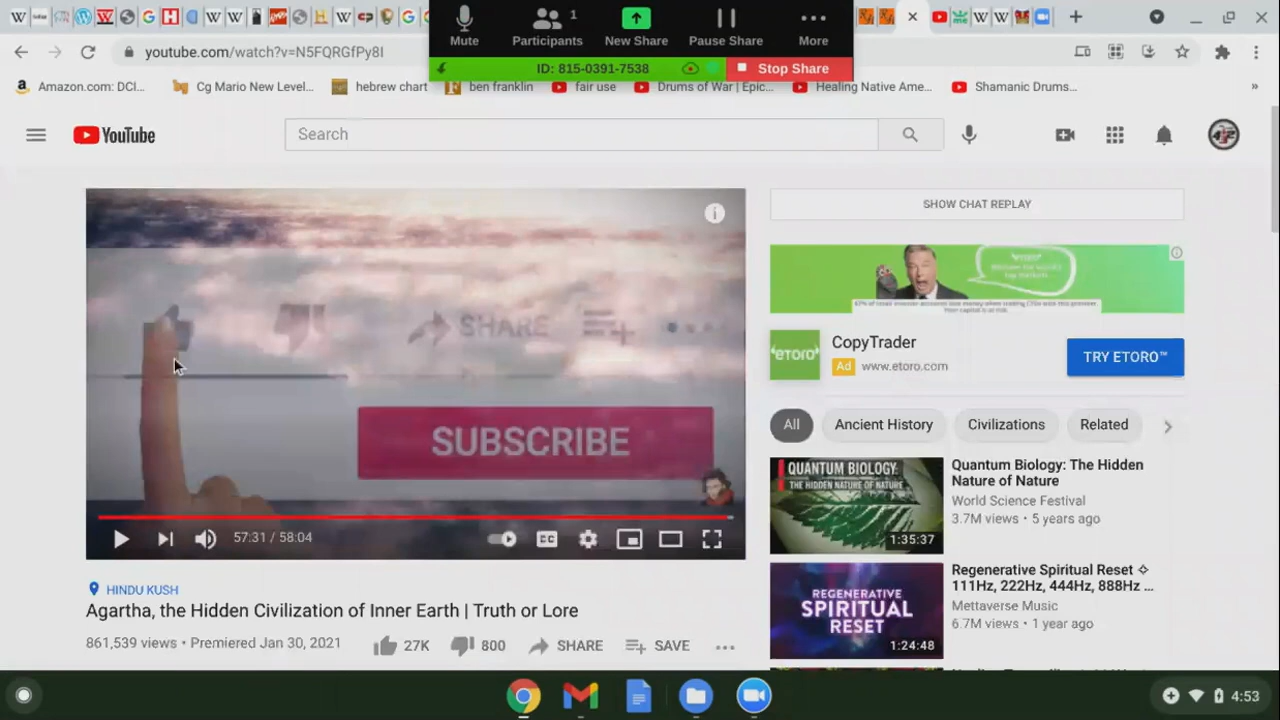 1
Mute
Participants
New Share
Pause Share
More
youtube.com/watch?v=N5FQRGfPy8I
ID: 815-0391-7538
Stop Share
Amazon.com: DCI...
Cg Mario New Level...
hebrew chart
ben franklin
fair use
Drums of War | Epic...
Healing Native Ame...
Shamanic Drums...
»
YouTube
Search
SHOW CHAT REPLAY
SHARE
SUBSCRIBE
57:31 / 58:04
CC
HINDU KUSH
Agartha, the Hidden Civilization of Inner Earth | Truth or Lore
861,539 views • Premiered Jan 30, 2021
27K
800
SHARE
SAVE
eToro
CopyTrader
Ad
www.etoro.com
TRY ETORO™
All
Ancient History
Civilizations
Related
QUANTUM BIOLOGY:
THE HIDDEN NATURE OF NATURE
1:35:37
Quantum Biology: The Hidden
Nature of Nature
World Science Festival
3.7M views • 5 years ago
REGENERATIVE
SPIRITUAL
RESET
1:24:48
Regenerative Spiritual Reset ✧
111Hz, 222Hz, 444Hz, 888Hz ...
Mettaverse Music
6.7M views • 1 year ago
4:53